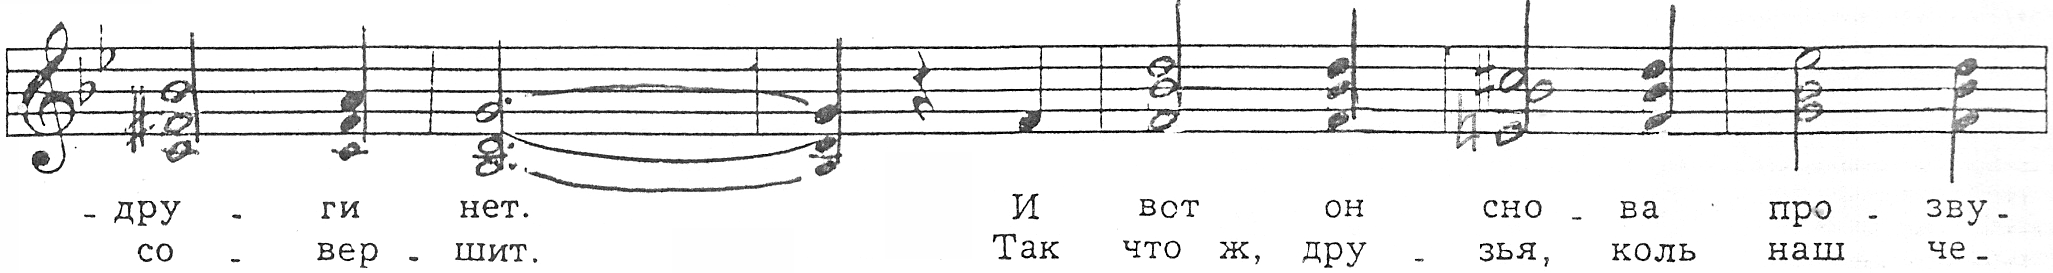 - дру - ги нет. И вот он сно - ва про - зву -
со - вер - шит. Так что ж, дру - зья, коль наш че -